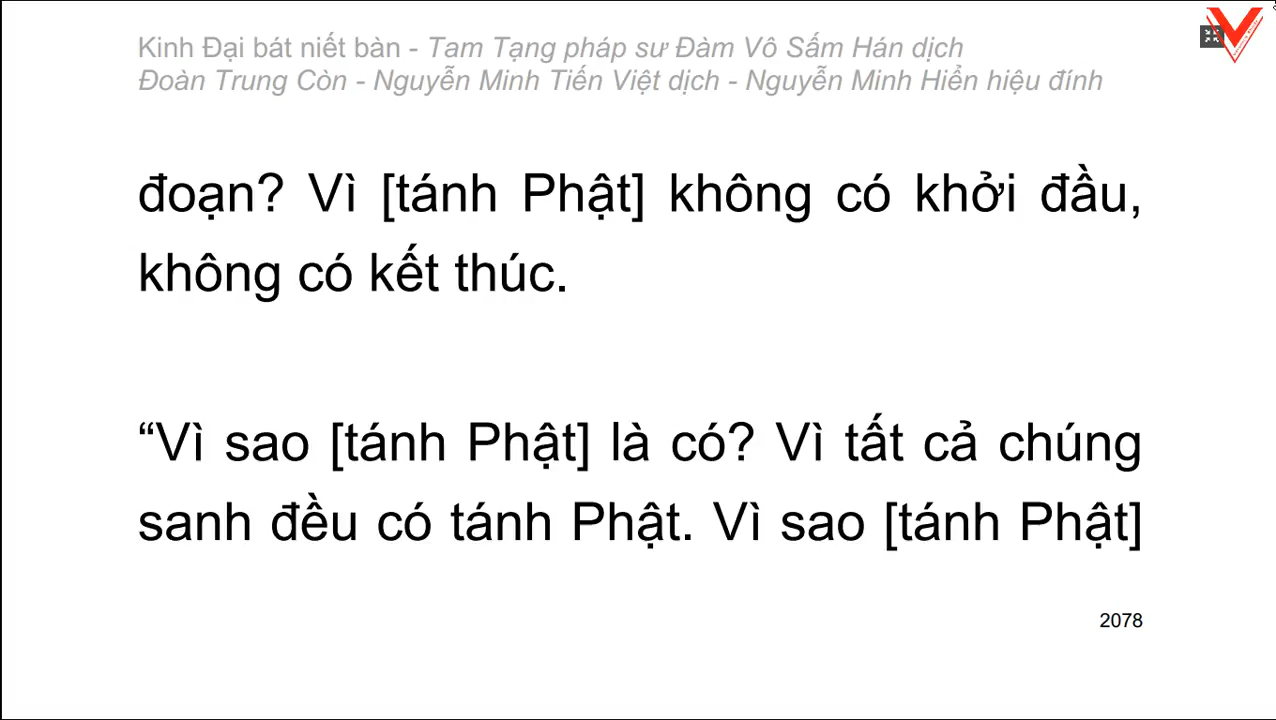 Kinh Đại bát niết bàn - Tam Tạng pháp sư Đàm Vô Sấm Hán dịch
Đoàn Trung Còn - Nguyễn Minh Tiến Việt dịch - Nguyễn Minh Hiển hiệu đính
đoạn? Vì [tánh Phật] không có khởi đầu,
không có kết thúc.
“Vì sao [tánh Phật] là có? Vì tất cả chúng
sanh đều có tánh Phật. Vì sao [tánh Phật]
2078